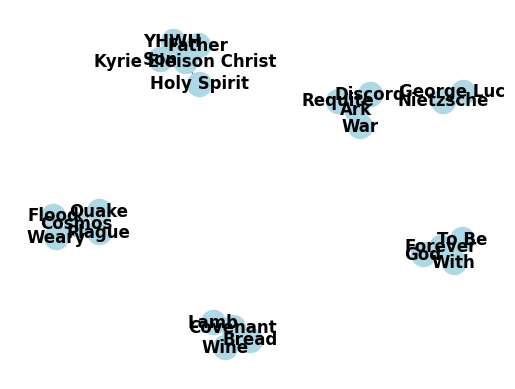 YHWH
Father
Son
Kyrie Eleison Christ
Holy Spirit
Discord
Requite
Ark
War
George Luc
Nietzsche
Flood
Quake
Cosmos
Weary
Plague
To Be
Forever
God
With
Lamb
Covenant
Bread
Wine